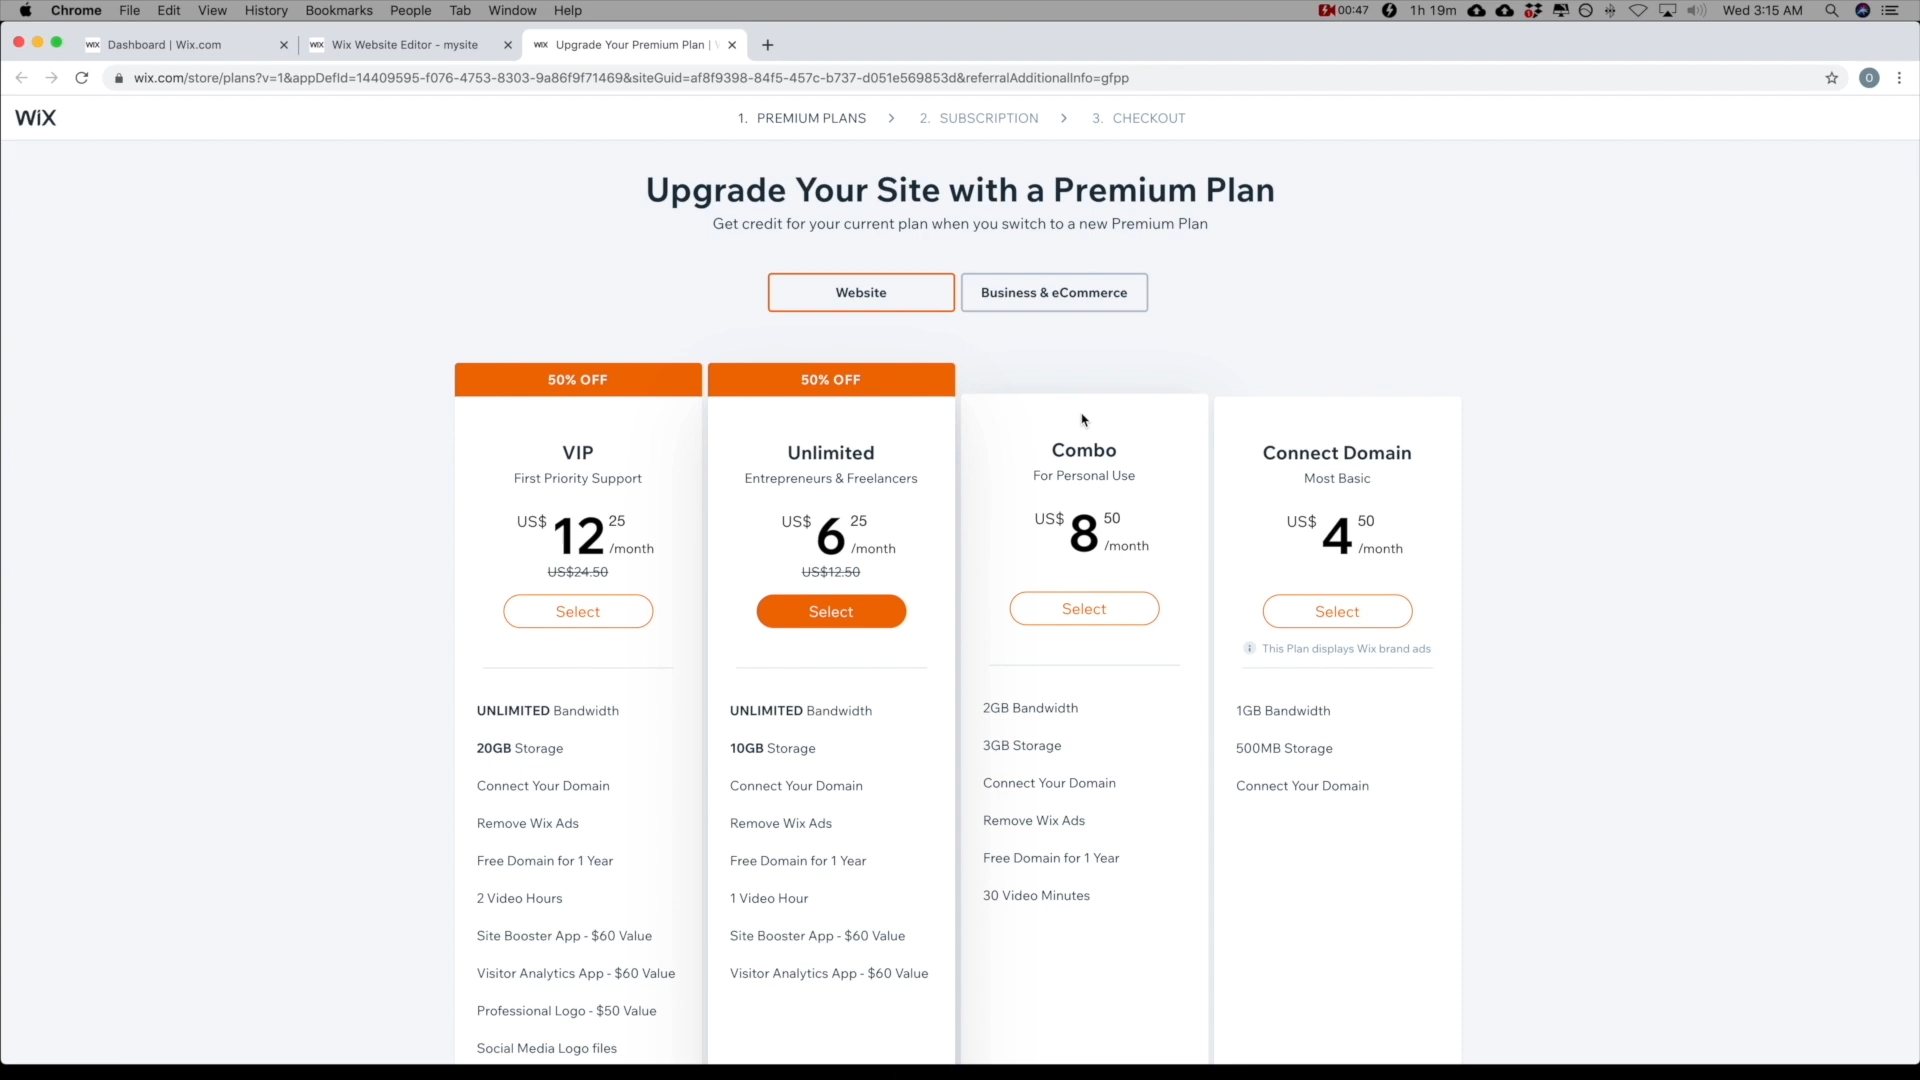 Chrome File Edit View History Bookmarks People Tab Window Help 00:47 1h 19m Wed 3:15 AM
WiX Dashboard | Wix.com WiX Wix Website Editor - mysite WiX Upgrade Your Premium Plan |
wix.com/store/plans?v=1&appDefId=14409595-f076-4753-8303-9a86f9f71469&siteGuid=af8f9398-84f5-457c-b737-d051e569853d&referralAdditionalInfo=gfpp O
WiX 1. PREMIUM PLANS > 2. SUBSCRIPTION > 3. CHECKOUT
Upgrade Your Site with a Premium Plan
Get credit for your current plan when you switch to a new Premium Plan
Website Business & eCommerce
50% OFF
VIP
First Priority Support
US$ 12 25 /month
US$24.50
Select
UNLIMITED Bandwidth
20GB Storage
Connect Your Domain
Remove Wix Ads
Free Domain for 1 Year
2 Video Hours
Site Booster App - $60 Value
Visitor Analytics App - $60 Value
Professional Logo - $50 Value
Social Media Logo files
50% OFF
Unlimited
Entrepreneurs & Freelancers
US$ 6 25 /month
US$12.50
Select
UNLIMITED Bandwidth
10GB Storage
Connect Your Domain
Remove Wix Ads
Free Domain for 1 Year
1 Video Hour
Site Booster App - $60 Value
Visitor Analytics App - $60 Value
Combo
For Personal Use
US$ 8 50 /month
Select
2GB Bandwidth
3GB Storage
Connect Your Domain
Remove Wix Ads
Free Domain for 1 Year
30 Video Minutes
Connect Domain
Most Basic
US$ 4 50 /month
Select
This Plan displays Wix brand ads
1GB Bandwidth
500MB Storage
Connect Your Domain